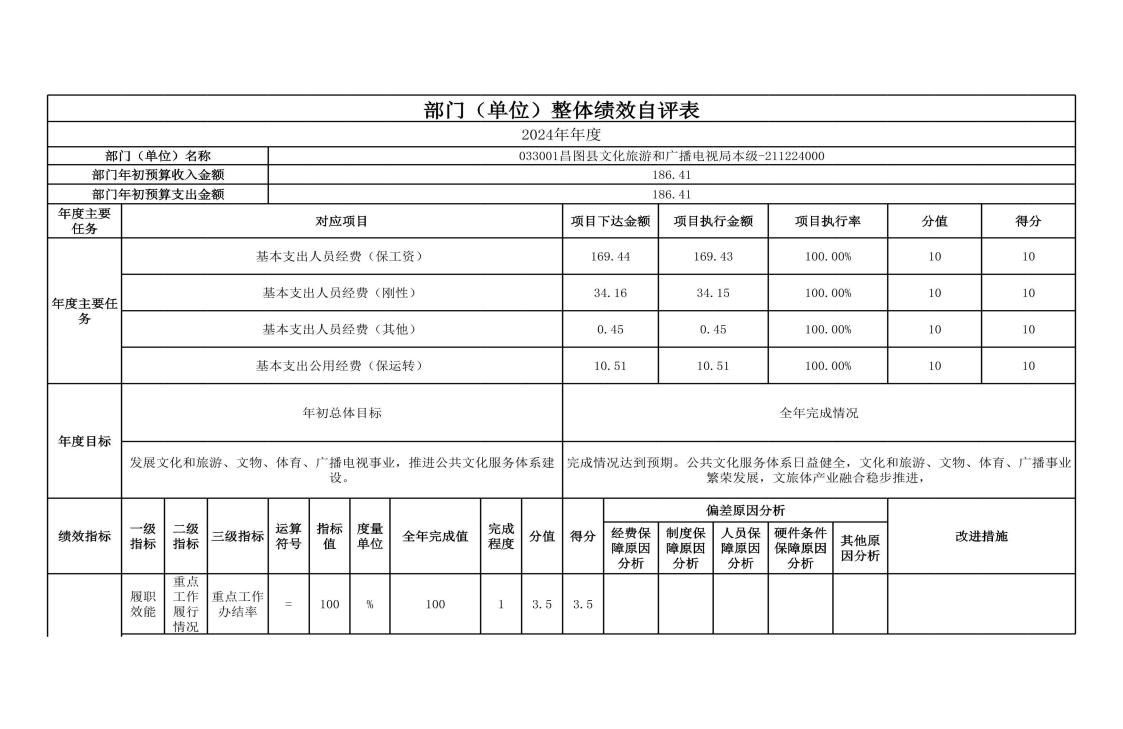 部门（单位）整体绩效自评表
2024年年度
部门（单位）名称 033001昌图县文化旅游和广播电视局本级-211224000
部门年初预算收入金额 186.41
部门年初预算支出金额 186.41
年度主要任务 对应项目 项目下达金额 项目执行金额 项目执行率 分值 得分
年度主要任务
基本支出人员经费（保工资） 169.44 169.43 100.00% 10 10
基本支出人员经费（刚性） 34.16 34.15 100.00% 10 10
基本支出人员经费（其他） 0.45 0.45 100.00% 10 10
基本支出公用经费（保运转） 10.51 10.51 100.00% 10 10
年度目标
年初总体目标 全年完成情况
发展文化和旅游、文物、体育、广播电视事业，推进公共文化服务体系建设。
完成情况达到预期。公共文化服务体系日益健全，文化和旅游、文物、体育、广播事业繁荣发展，文旅体产业融合稳步推进，
绩效指标 一级指标 二级指标 三级指标 运算符号 指标值 度量单位 全年完成值 完成程度 分值 得分 偏差原因分析 改进措施
经费保障原因分析 制度保障原因分析 人员保障原因分析 硬件条件保障原因分析 其他原因分析
履职效能 重点工作履行情况 重点工作办结率 = 100 % 100 1 3.5 3.5